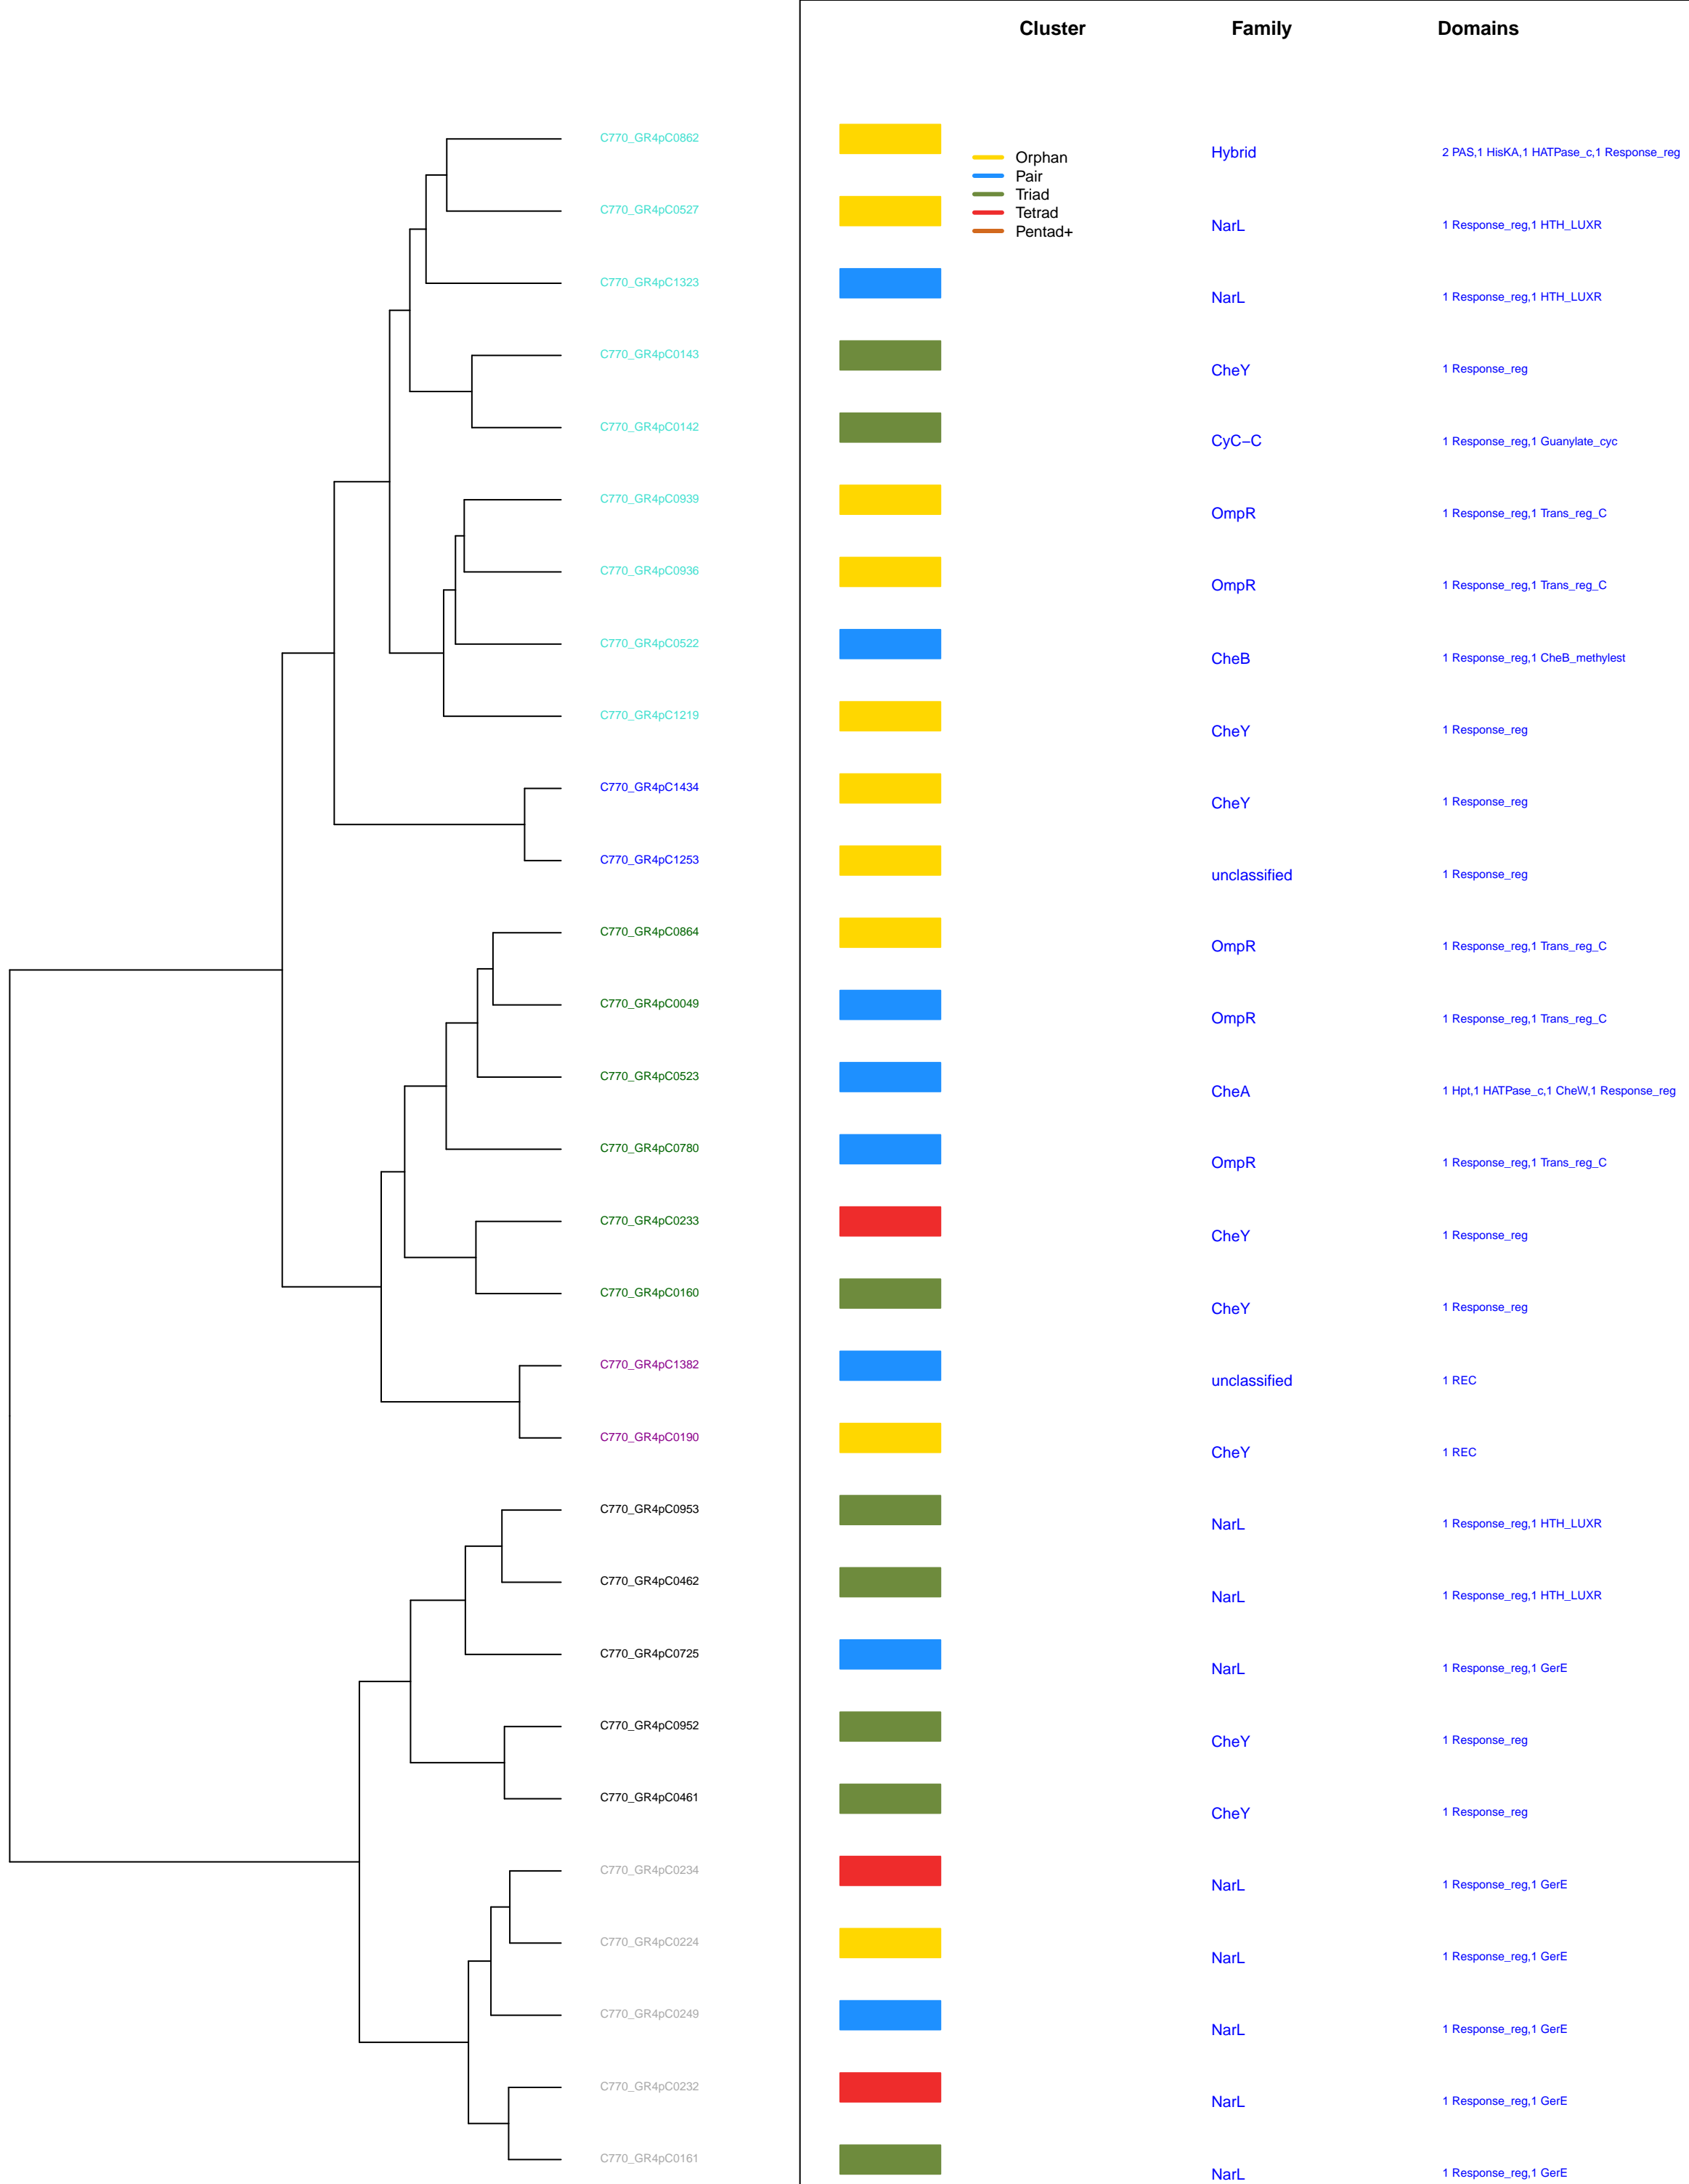 Cluster Family Domains
C770_GR4pC0862 Hybrid 2 PAS,1 HisKA,1 HATPase_c,1 Response_reg
Orphan
Pair
Triad
Tetrad
Pentad+
C770_GR4pC0527 NarL 1 Response_reg,1 HTH_LUXR
C770_GR4pC1323 NarL 1 Response_reg,1 HTH_LUXR
C770_GR4pC0143 CheY 1 Response_reg
C770_GR4pC0142 CyC−C 1 Response_reg,1 Guanylate_cyc
C770_GR4pC0939 OmpR 1 Response_reg,1 Trans_reg_C
C770_GR4pC0936 OmpR 1 Response_reg,1 Trans_reg_C
C770_GR4pC0522 CheB 1 Response_reg,1 CheB_methylest
C770_GR4pC1219 CheY 1 Response_reg
C770_GR4pC1434 CheY 1 Response_reg
C770_GR4pC1253 unclassified 1 Response_reg
C770_GR4pC0864 OmpR 1 Response_reg,1 Trans_reg_C
C770_GR4pC0049 OmpR 1 Response_reg,1 Trans_reg_C
C770_GR4pC0523 CheA 1 Hpt,1 HATPase_c,1 CheW,1 Response_reg
C770_GR4pC0780 OmpR 1 Response_reg,1 Trans_reg_C
C770_GR4pC0233 CheY 1 Response_reg
C770_GR4pC0160 CheY 1 Response_reg
C770_GR4pC1382 unclassified 1 REC
C770_GR4pC0190 CheY 1 REC
C770_GR4pC0953 NarL 1 Response_reg,1 HTH_LUXR
C770_GR4pC0462 NarL 1 Response_reg,1 HTH_LUXR
C770_GR4pC0725 NarL 1 Response_reg,1 GerE
C770_GR4pC0952 CheY 1 Response_reg
C770_GR4pC0461 CheY 1 Response_reg
C770_GR4pC0234 NarL 1 Response_reg,1 GerE
C770_GR4pC0224 NarL 1 Response_reg,1 GerE
C770_GR4pC0249 NarL 1 Response_reg,1 GerE
C770_GR4pC0232 NarL 1 Response_reg,1 GerE
C770_GR4pC0161 NarL 1 Response_reg,1 GerE